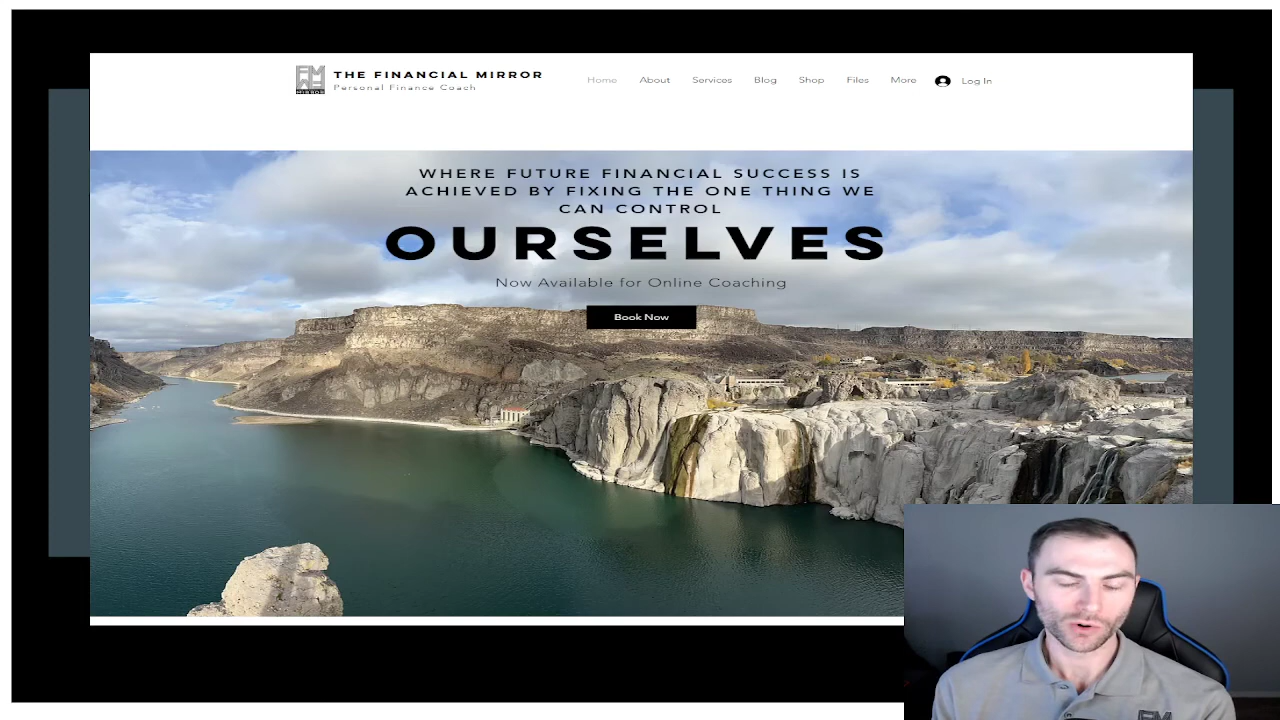 THE FINANCIAL MIRROR
Personal Finance Coach
Home About Services Blog Shop Files More Log In
WHERE FUTURE FINANCIAL SUCCESS IS
ACHIEVED BY FIXING THE ONE THING WE
CAN CONTROL
OURSELVES
Now Available for Online Coaching
Book Now